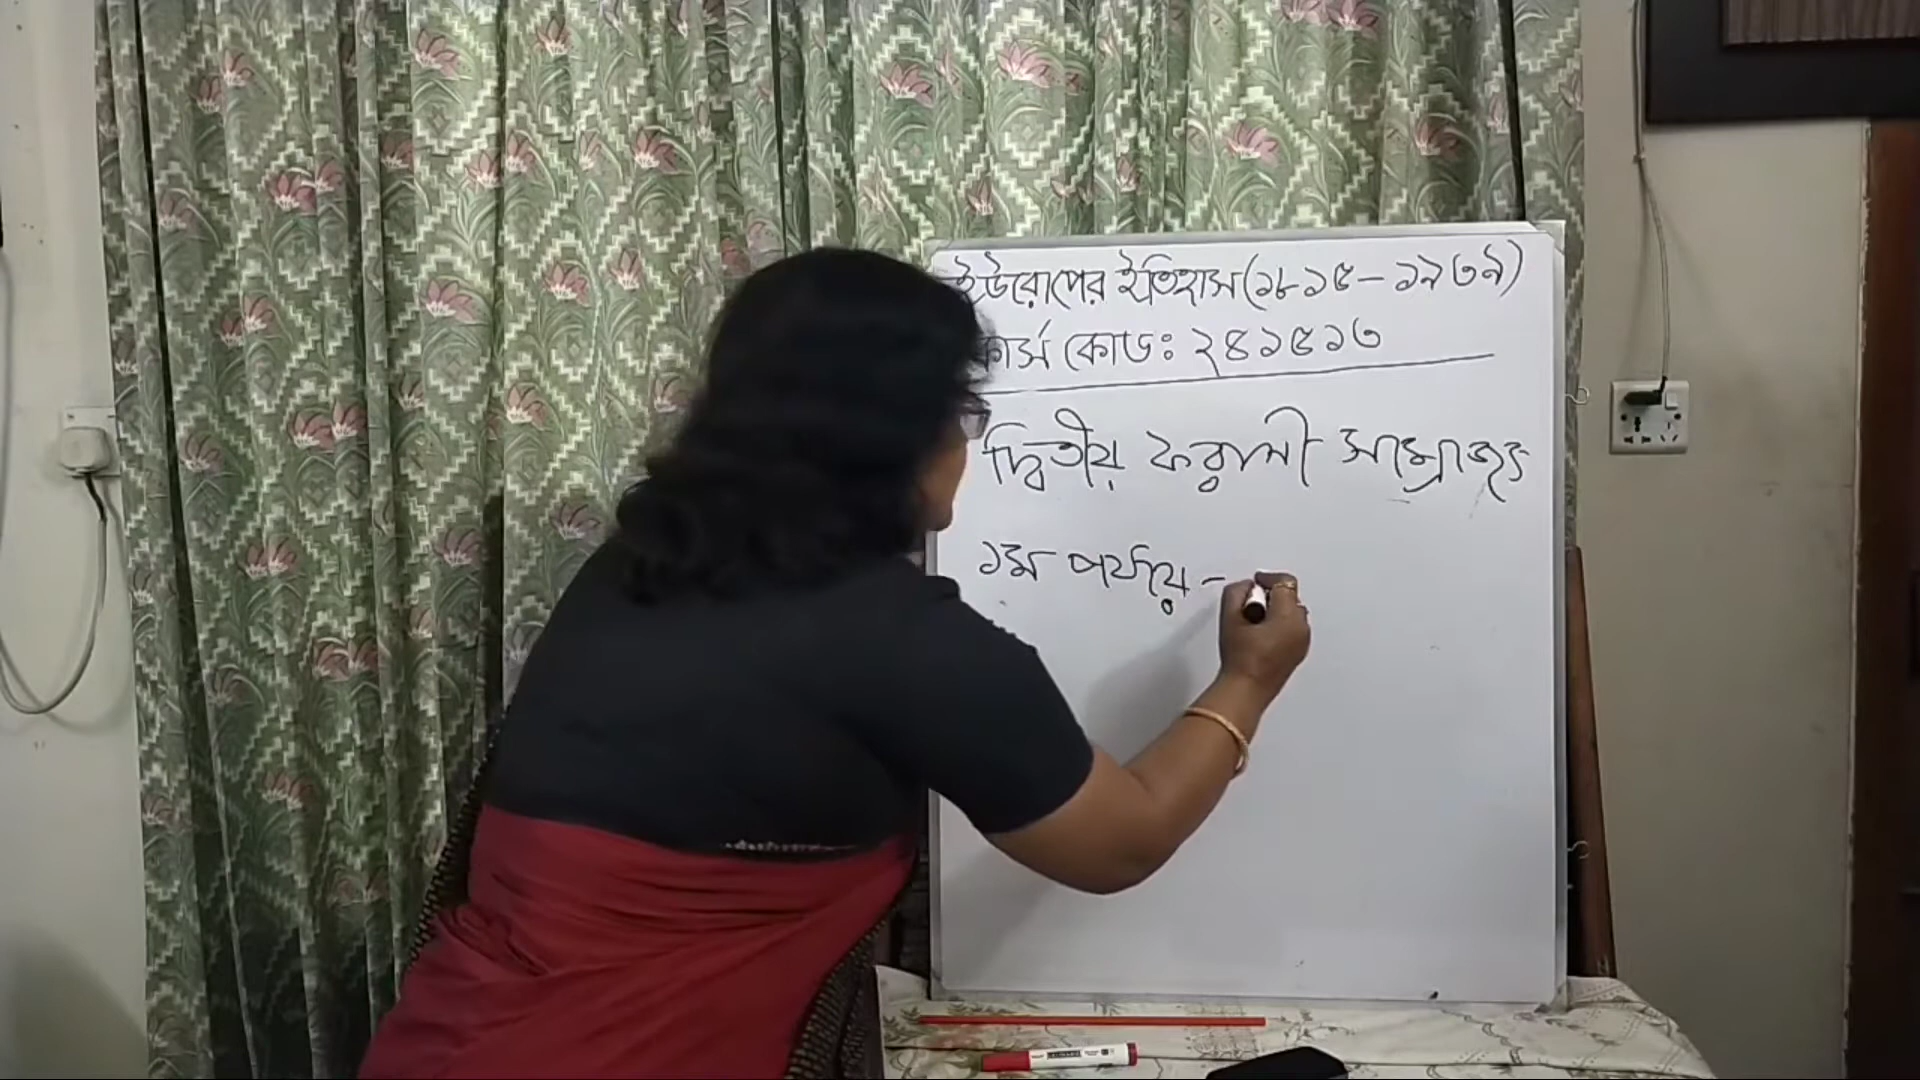 ইউরোপের ইতিহাস (১৮১৫ - ১৯৩৯)
কোর্স কোডঃ ২৪১৫১৩
দ্বিতীয় ফরাসী সাম্রাজ্য
১ম পর্যায় -